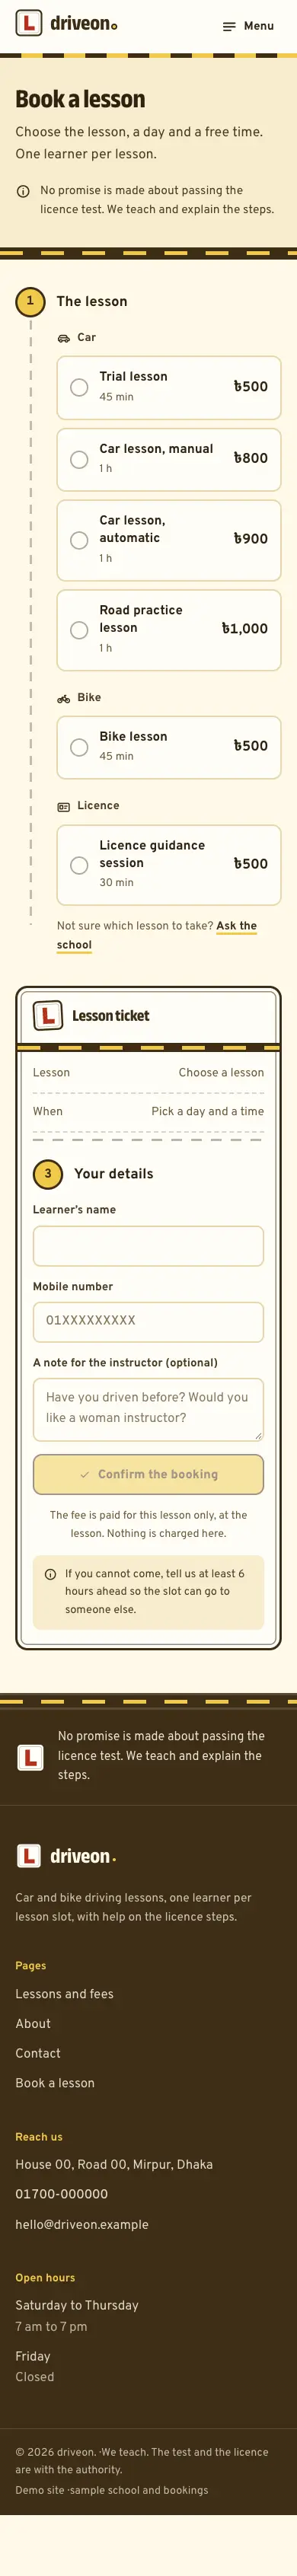 L driveon
Menu
Book a lesson
Choose the lesson, a day and a free time.
One learner per lesson.
No promise is made about passing the
licence test. We teach and explain the steps.
1
The lesson
Car
Trial lesson
45 min
৳500
Car lesson, manual
1 h
৳800
Car lesson,
automatic
1 h
৳900
Road practice
lesson
1 h
৳1,000
Bike
Bike lesson
45 min
৳500
Licence
Licence guidance
session
30 min
৳500
Not sure which lesson to take? Ask the
school
L Lesson ticket
Lesson Choose a lesson
When Pick a day and a time
3
Your details
Learner's name
Mobile number
01XXXXXXXXX
A note for the instructor (optional)
Have you driven before? Would you
like a woman instructor?
Confirm the booking
The fee is paid for this lesson only, at the
lesson. Nothing is charged here.
If you cannot come, tell us at least 6
hours ahead so the slot can go to
someone else.
L
No promise is made about passing the
licence test. We teach and explain the
steps.
L driveon.
Car and bike driving lessons, one learner per
lesson slot, with help on the licence steps.
Pages
Lessons and fees
About
Contact
Book a lesson
Reach us
House 00, Road 00, Mirpur, Dhaka
01700-000000
hello@driveon.example
Open hours
Saturday to Thursday
7 am to 7 pm
Friday
Closed
© 2026 driveon. ·We teach. The test and the licence
are with the authority.
Demo site ·sample school and bookings